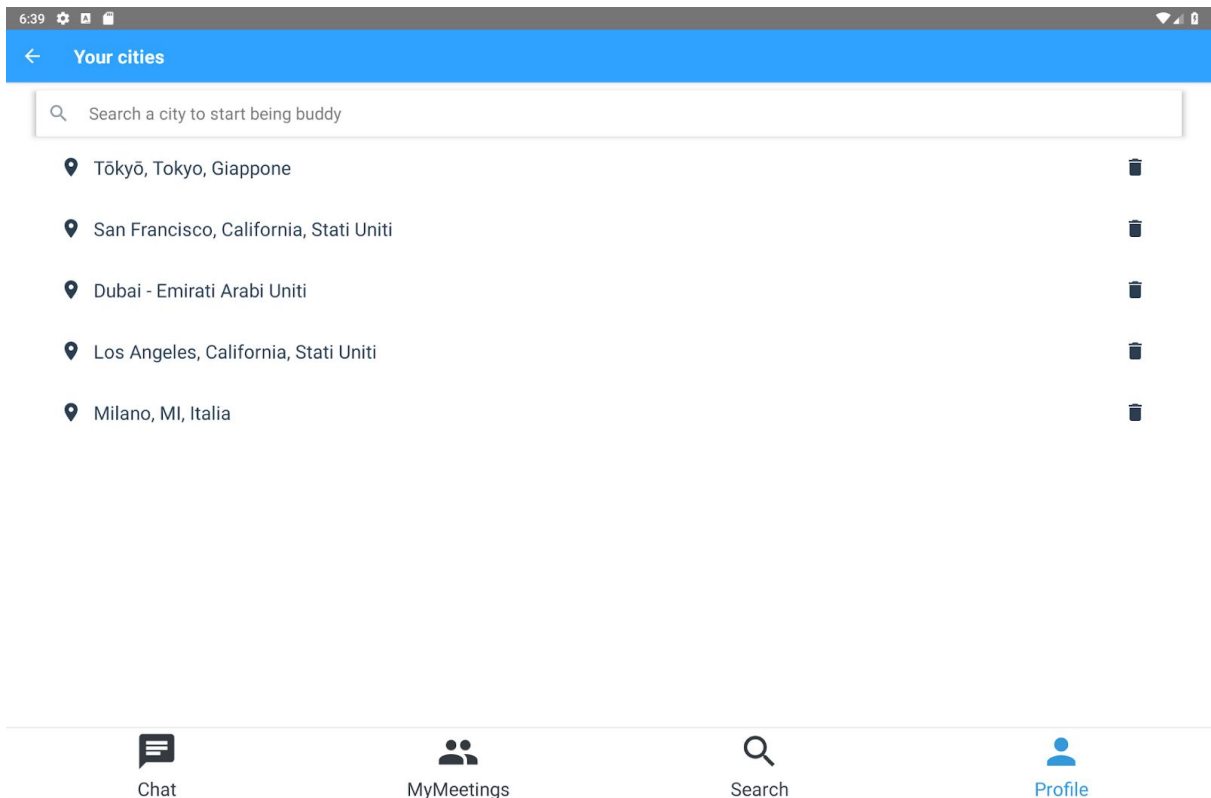 6:39
Your cities
Search a city to start being buddy
Tōkyō, Tokyo, Giappone
San Francisco, California, Stati Uniti
Dubai - Emirati Arabi Uniti
Los Angeles, California, Stati Uniti
Milano, MI, Italia
Chat
MyMeetings
Search
Profile